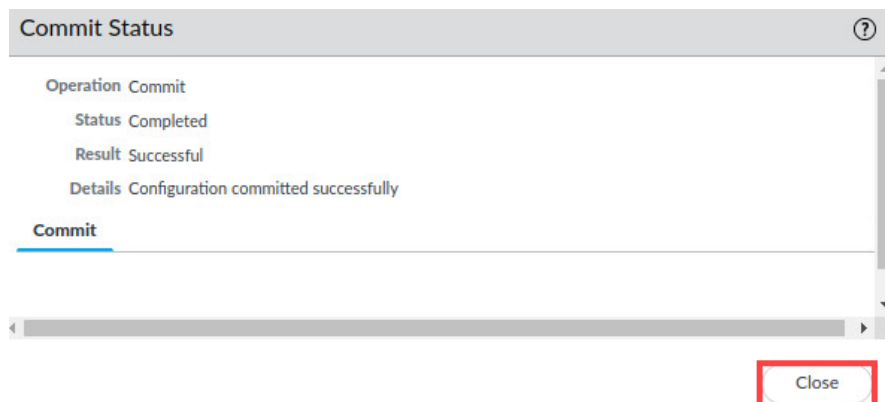 Commit Status
?
Operation Commit
Status Completed
Result Successful
Details Configuration committed successfully
Commit
Close